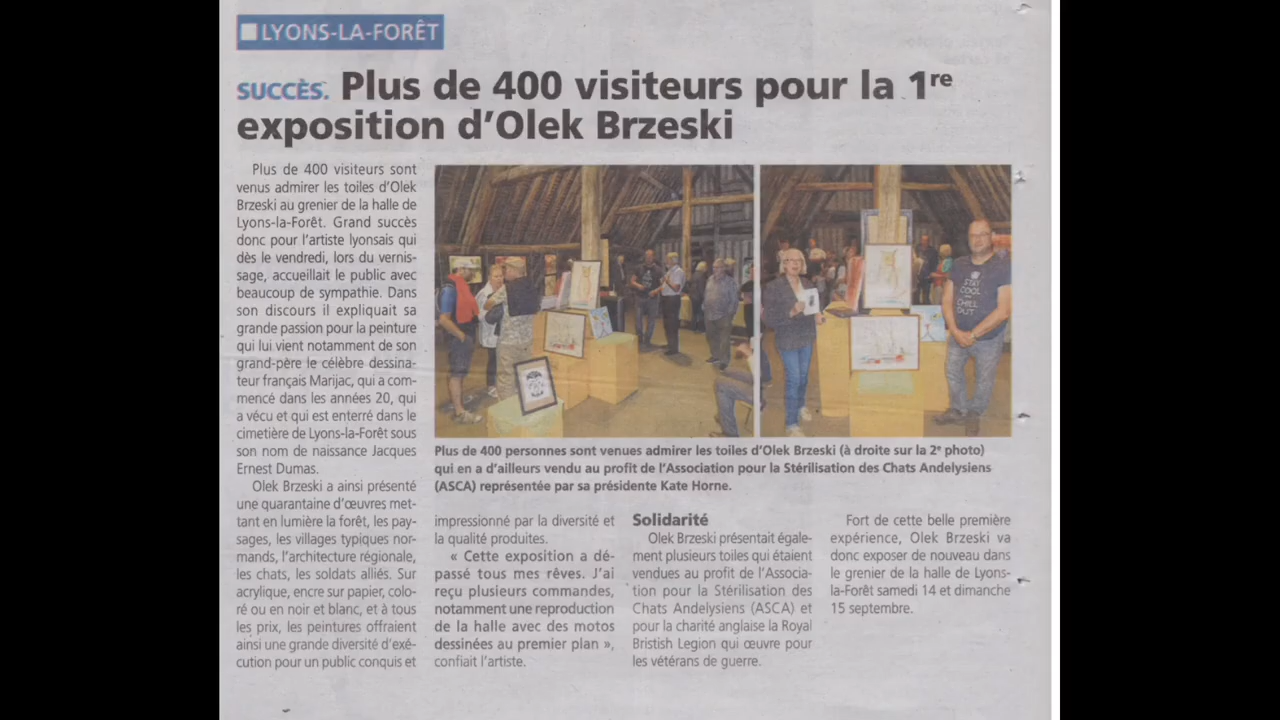 LYONS-LA-FORÊT
SUCCÈS. Plus de 400 visiteurs pour la 1re
exposition d'Olek Brzeski
Plus de 400 visiteurs sont
venus admirer les toiles d'Olek
Brzeski au grenier de la halle de
Lyons-la-Forêt. Grand succès
donc pour l'artiste lyonsais qui
dès le vendredi, lors du vernis-
sage, accueillait le public avec
beaucoup de sympathie. Dans
son discours il expliquait sa
grande passion pour la peinture
qui lui vient notamment de son
grand-père le célèbre dessina-
teur français Marijac, qui a com-
mencé dans les années 20, qui
a vécu et qui est enterré dans le
cimetière de Lyons-la-Forêt sous
son nom de naissance Jacques
Ernest Dumas.
Olek Brzeski a ainsi présenté
une quarantaine d'œuvres met-
tant en lumière la forêt, les pay-
sages, les villages typiques nor-
mands, l'architecture régionale,
les chats, les soldats alliés. Sur
acrylique, encre sur papier, colo-
ré ou en noir et blanc, et à tous
les prix, les peintures offraient
ainsi une grande diversité d'exé-
cution pour un public conquis et
STAY
COOL
CHILL
OUT
Plus de 400 personnes sont venues admirer les toiles d'Olek Brzeski (à droite sur la 2e photo)
qui en a d'ailleurs vendu au profit de l'Association pour la Stérilisation des Chats Andelysiens
(ASCA) représentée par sa présidente Kate Horne.
impressionné par la diversité et
la qualité produites.
« Cette exposition a dé-
passé tous mes rêves. J'ai
reçu plusieurs commandes,
notamment une reproduction
de la halle avec des motos
dessinées au premier plan »,
confiait l'artiste.
Solidarité
Olek Brzeski présentait égale-
ment plusieurs toiles qui étaient
vendues au profit de l'Associa-
tion pour la Stérilisation des
Chats Andelysiens (ASCA) et
pour la charité anglaise la Royal
Bristish Legion qui œuvre pour
les vétérans de guerre.
Fort de cette belle première
expérience, Olek Brzeski va
donc exposer de nouveau dans
le grenier de la halle de Lyons-
la-Forêt samedi 14 et dimanche
15 septembre.